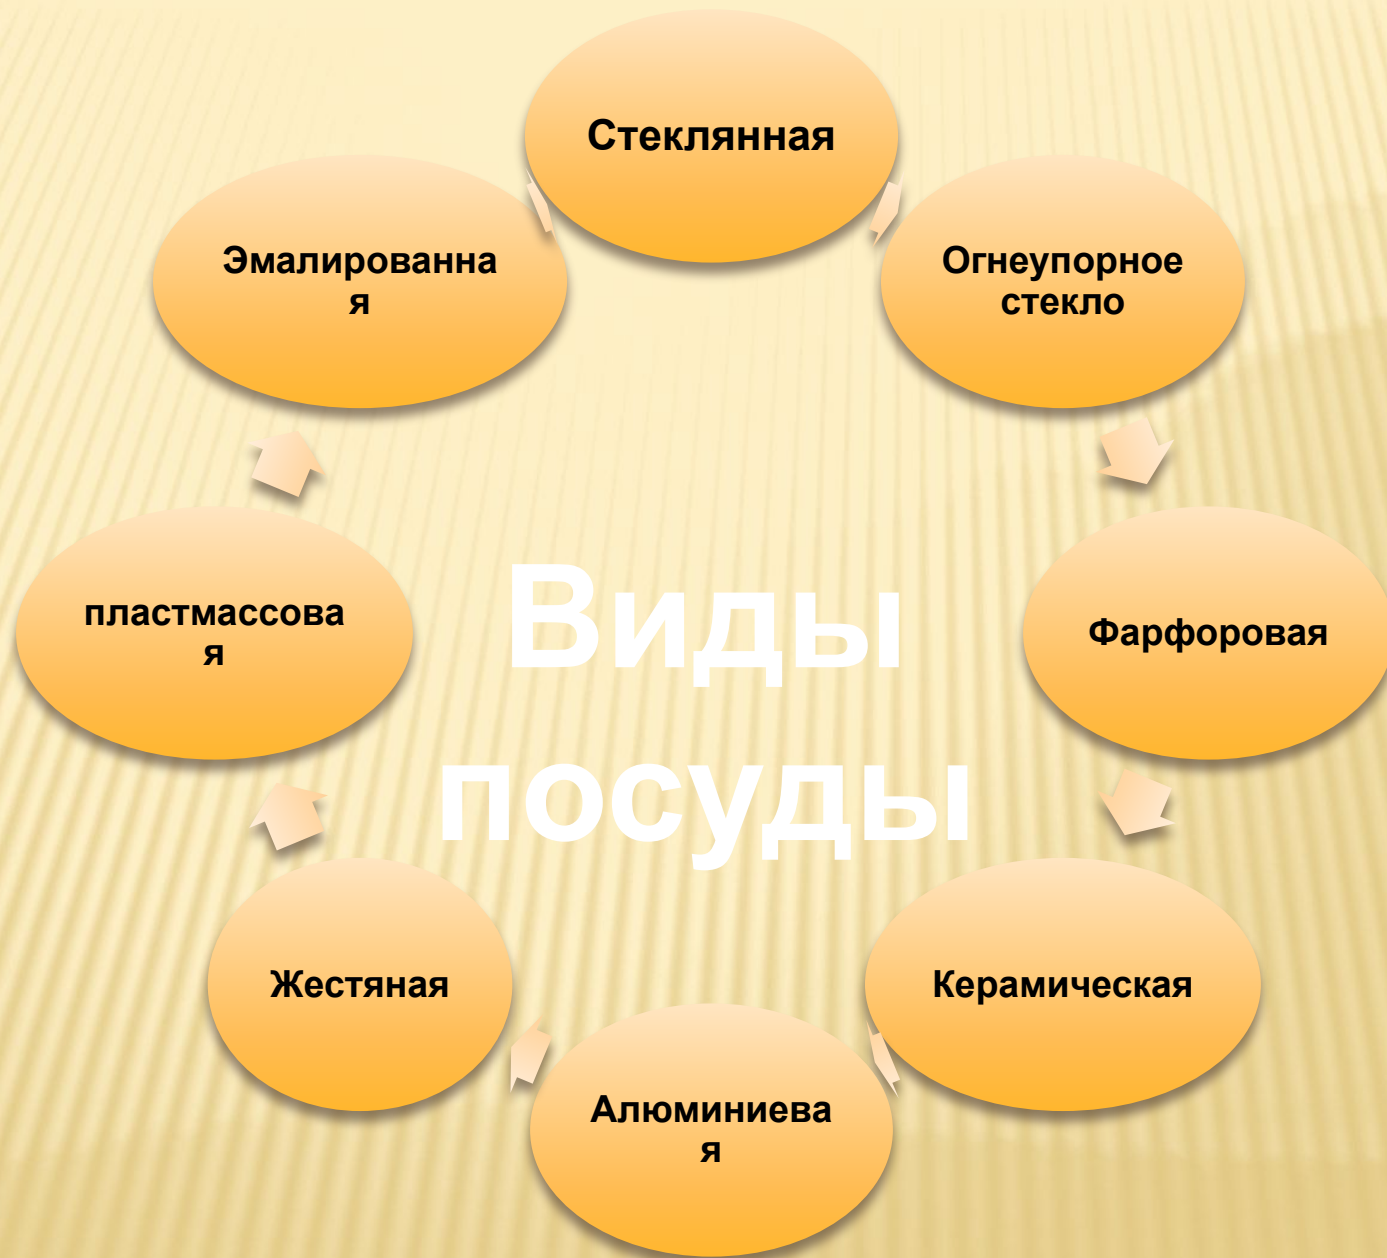 Стеклянная
Огнеупорное
стекло
Фарфоровая
Керамическая
Алюминиева
я
Жестяная
пластмассова
я
Эмалированна
я
Виды
посуды